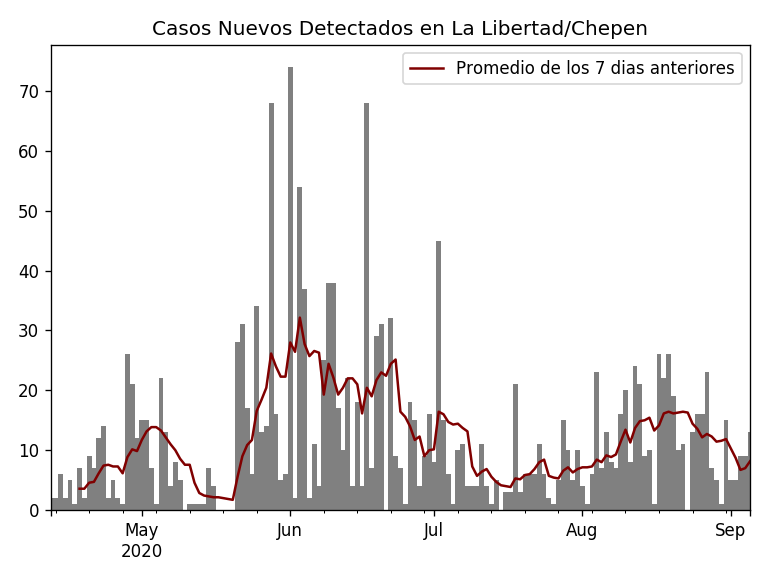 Casos Nuevos Detectados en La Libertad/Chepen
Promedio de los 7 dias anteriores
70
60
50
40
30
20
10
0
May
2020
Jun
Jul
Aug
Sep